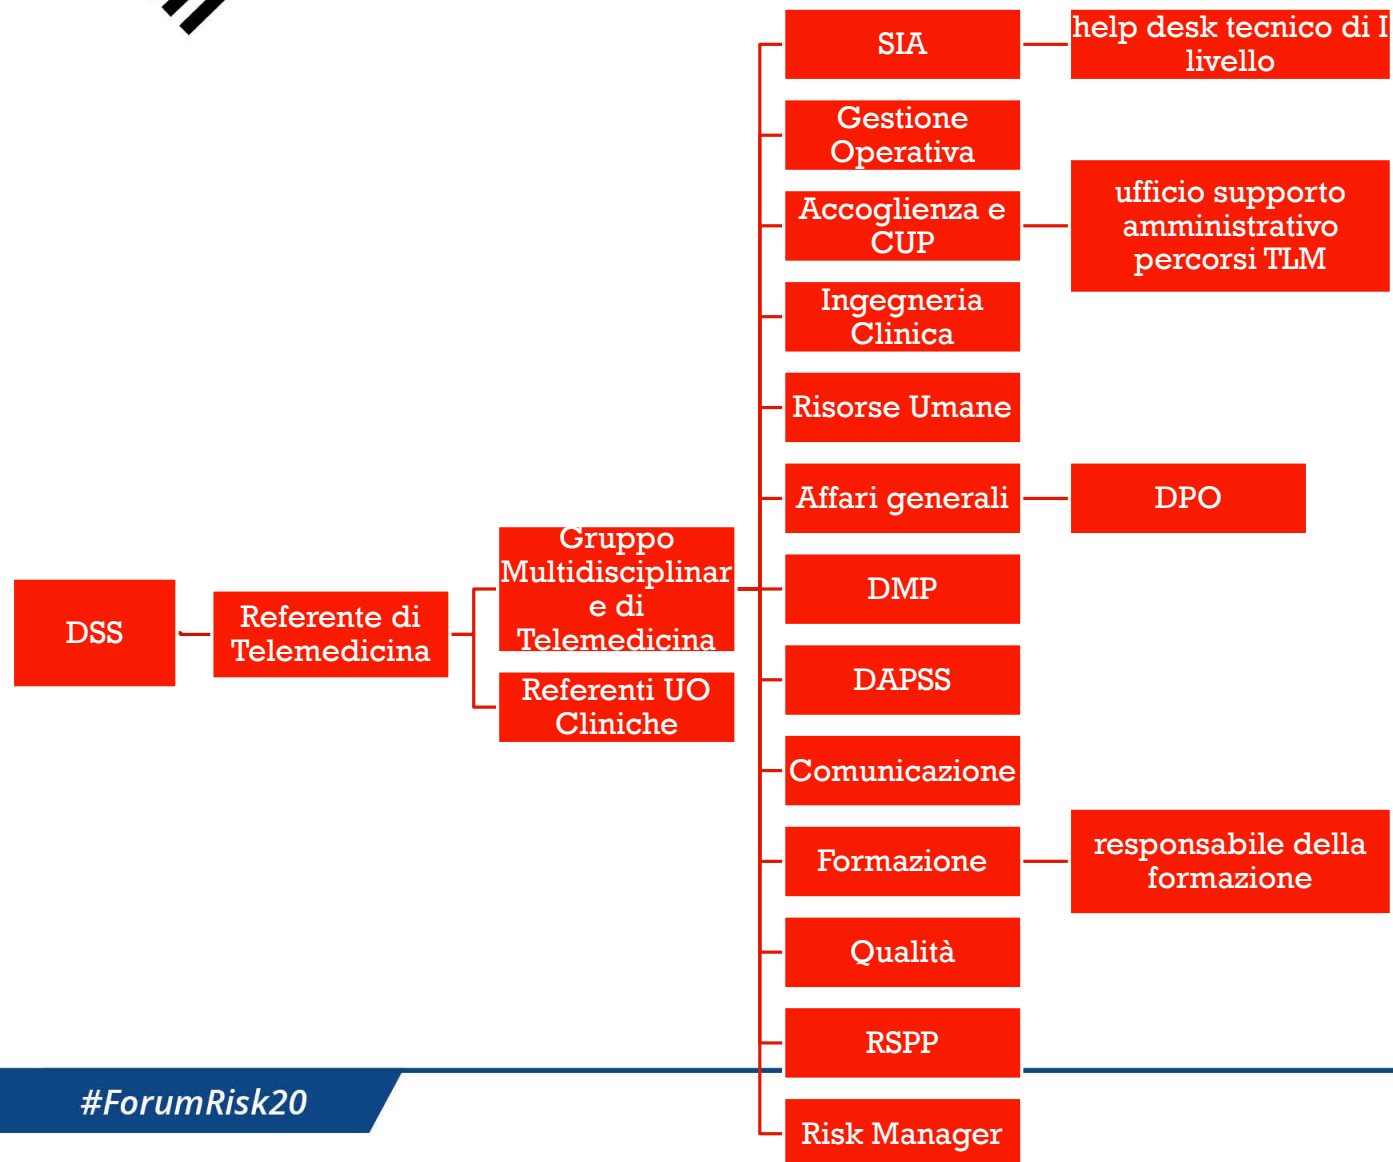 DSS
Referente di
Telemedicina
Gruppo
Multidisciplinar
e di
Telemedicina
Referenti UO
Cliniche
SIA
help desk tecnico di I
livello
Gestione
Operativa
Accoglienza e
CUP
ufficio supporto
amministrativo
percorsi TLM
Ingegneria
Clinica
Risorse Umane
Affari generali
DPO
DMP
DAPSS
Comunicazione
Formazione
responsabile della
formazione
Qualità
RSPP
Risk Manager
#ForumRisk20